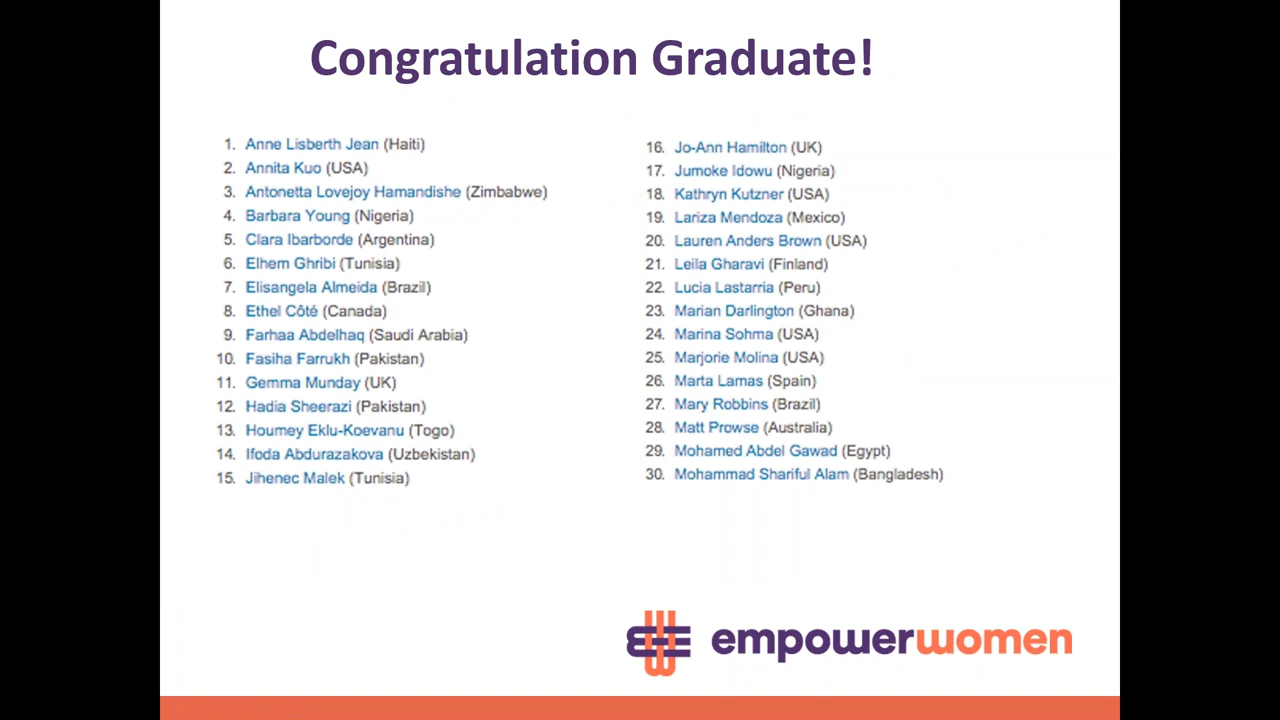 Congratulation Graduate!
1. Anne Lisberth Jean (Haiti)
2. Annita Kuo (USA)
3. Antonetta Lovejoy Hamandishe (Zimbabwe)
4. Barbara Young (Nigeria)
5. Clara Ibarborde (Argentina)
6. Elhem Ghribi (Tunisia)
7. Elisangela Almeida (Brazil)
8. Ethel Côté (Canada)
9. Farhaa Abdelhaq (Saudi Arabia)
10. Fasiha Farrukh (Pakistan)
11. Gemma Munday (UK)
12. Hadia Sheerazi (Pakistan)
13. Houmey Eklu-Koevanu (Togo)
14. Ifoda Abdurazakova (Uzbekistan)
15. Jihenec Malek (Tunisia)
16. Jo-Ann Hamilton (UK)
17. Jumoke Idowu (Nigeria)
18. Kathryn Kutzner (USA)
19. Lariza Mendoza (Mexico)
20. Lauren Anders Brown (USA)
21. Leila Gharavi (Finland)
22. Lucia Lastarria (Peru)
23. Marian Darlington (Ghana)
24. Marina Sohma (USA)
25. Marjorie Molina (USA)
26. Marta Lamas (Spain)
27. Mary Robbins (Brazil)
28. Matt Prowse (Australia)
29. Mohamed Abdel Gawad (Egypt)
30. Mohammad Shariful Alam (Bangladesh)
empowerwomen